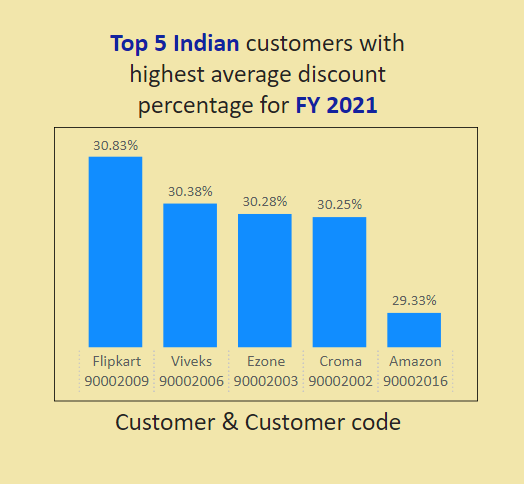 Top 5 Indian customers with
highest average discount
percentage for FY 2021
30.83%
30.38%
30.28%
30.25%
29.33%
Flipkart Viveks Ezone Croma Amazon
90002009 90002006 90002003 90002002 90002016
Customer & Customer code